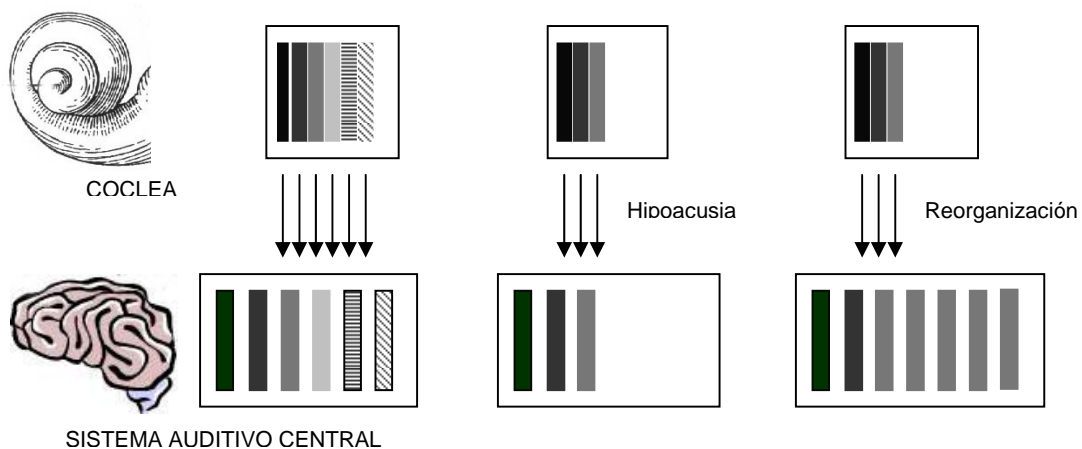 COCLEA
Hipoacusia
Reorganización
SISTEMA AUDITIVO CENTRAL